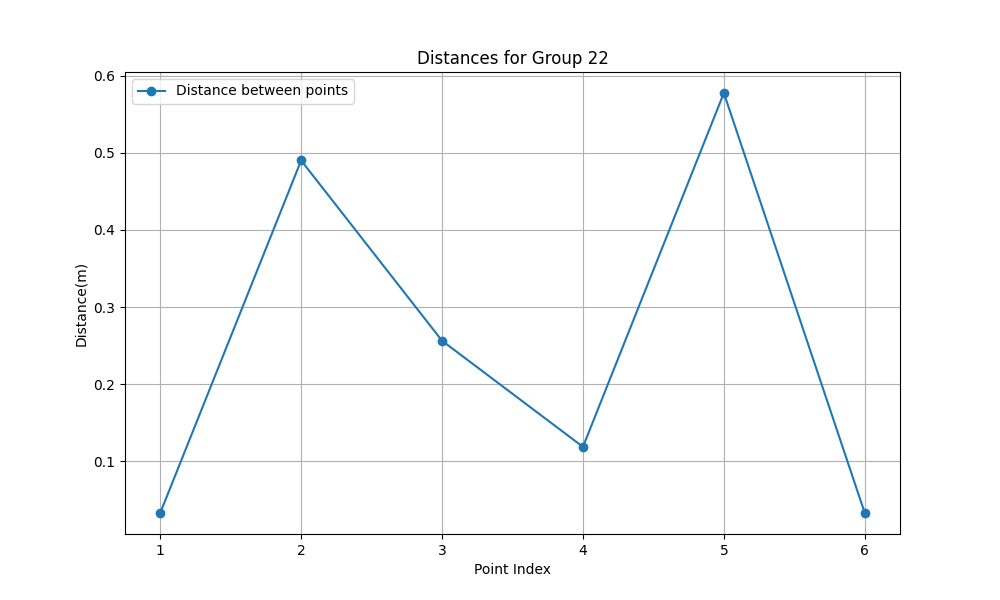 Distances for Group 22
Distance between points
0.6
0.5
0.4
0.3
0.2
0.1
Distance(m)
1 2 3 4 5 6
Point Index